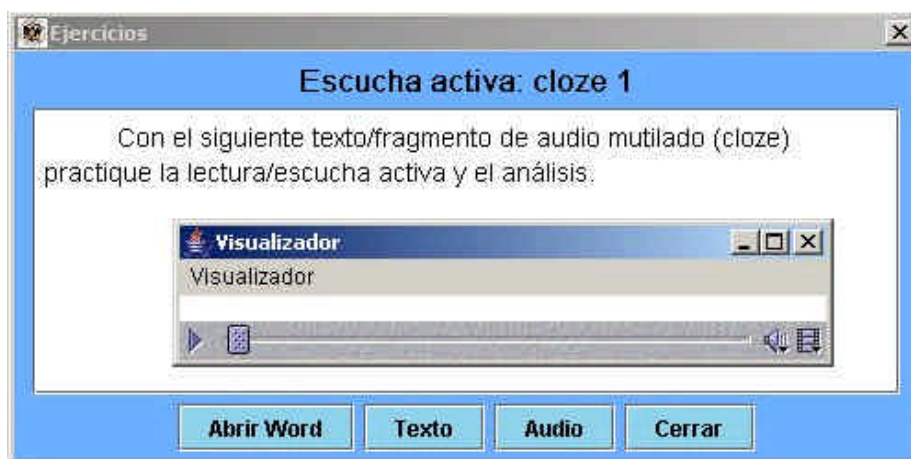 Ejercicios
Escucha activa: cloze 1
Con el siguiente texto/fragmento de audio mutilado (cloze)
practique la lectura/escucha activa y el análisis.
Visualizador
Visualizador
Abrir Word Texto Audio Cerrar